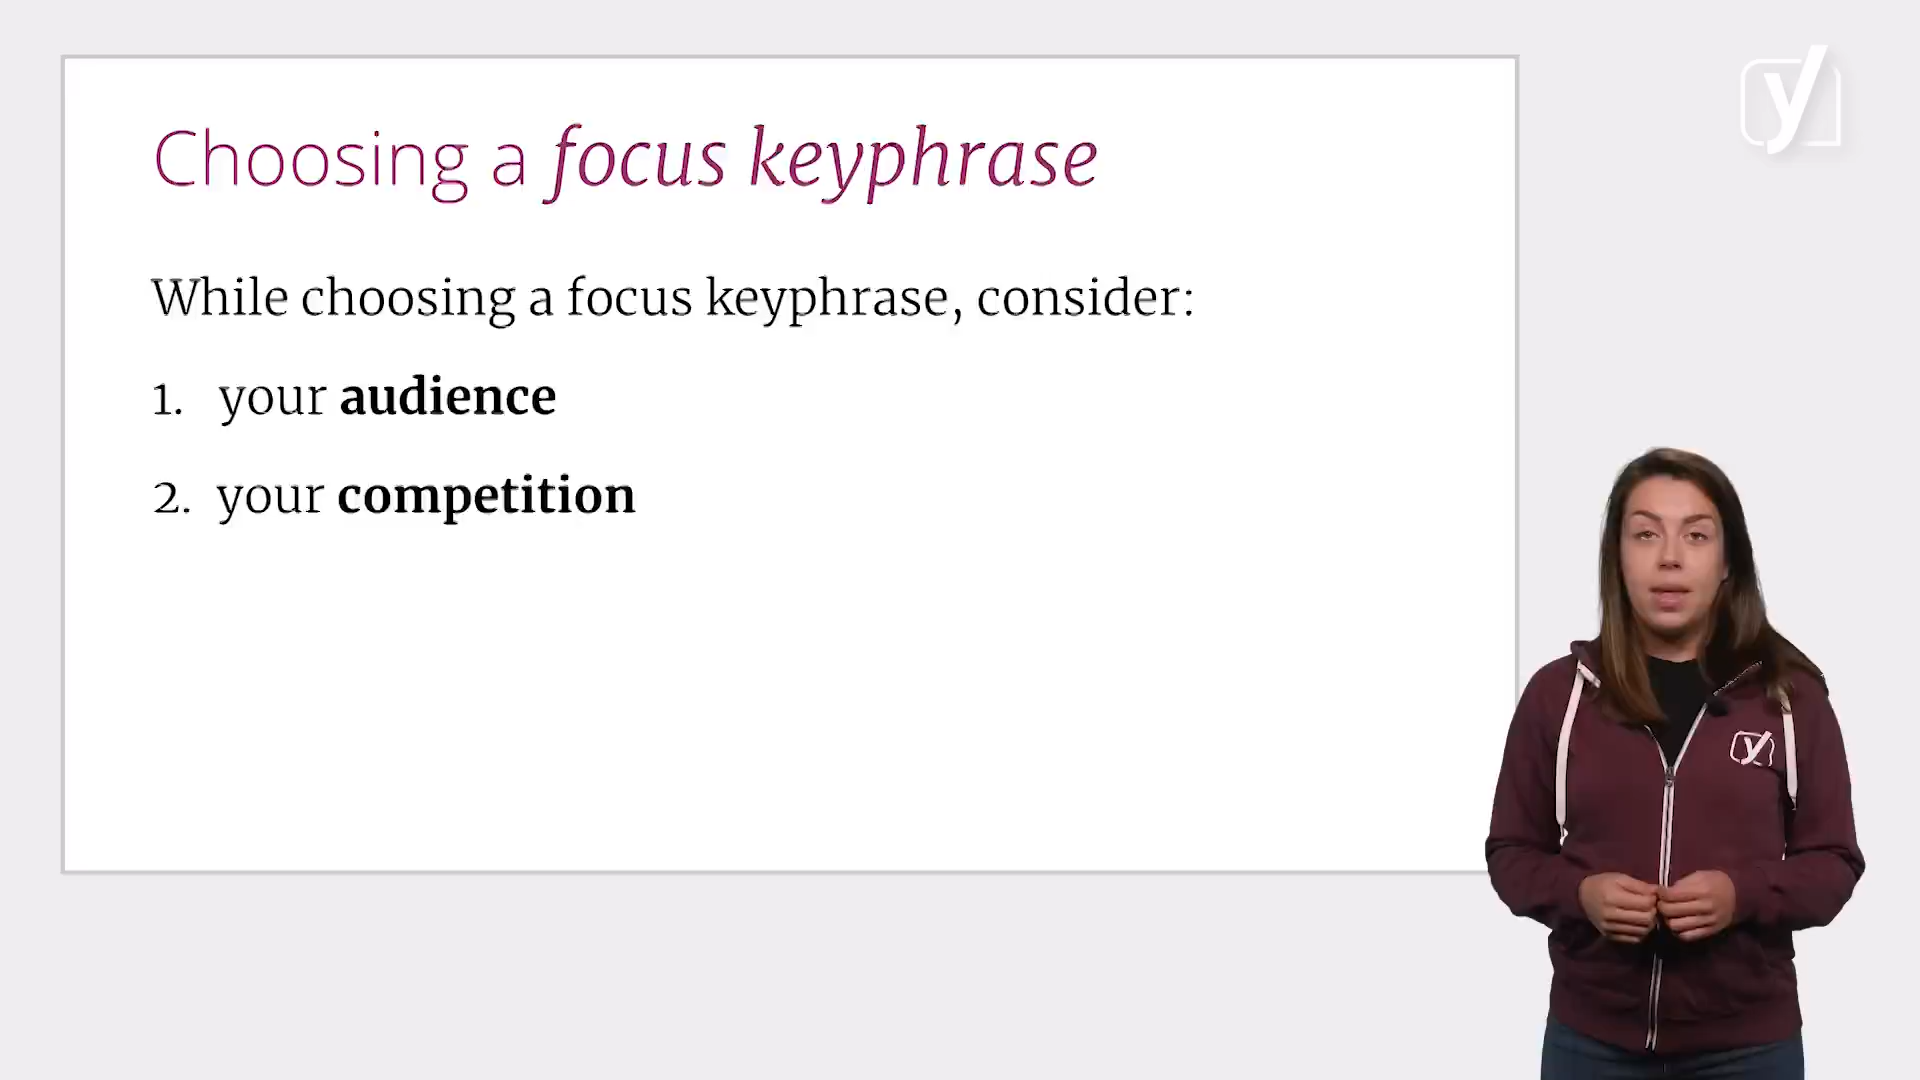 Choosing a focus keyphrase
While choosing a focus keyphrase, consider:
1. your audience
2. your competition
y
y